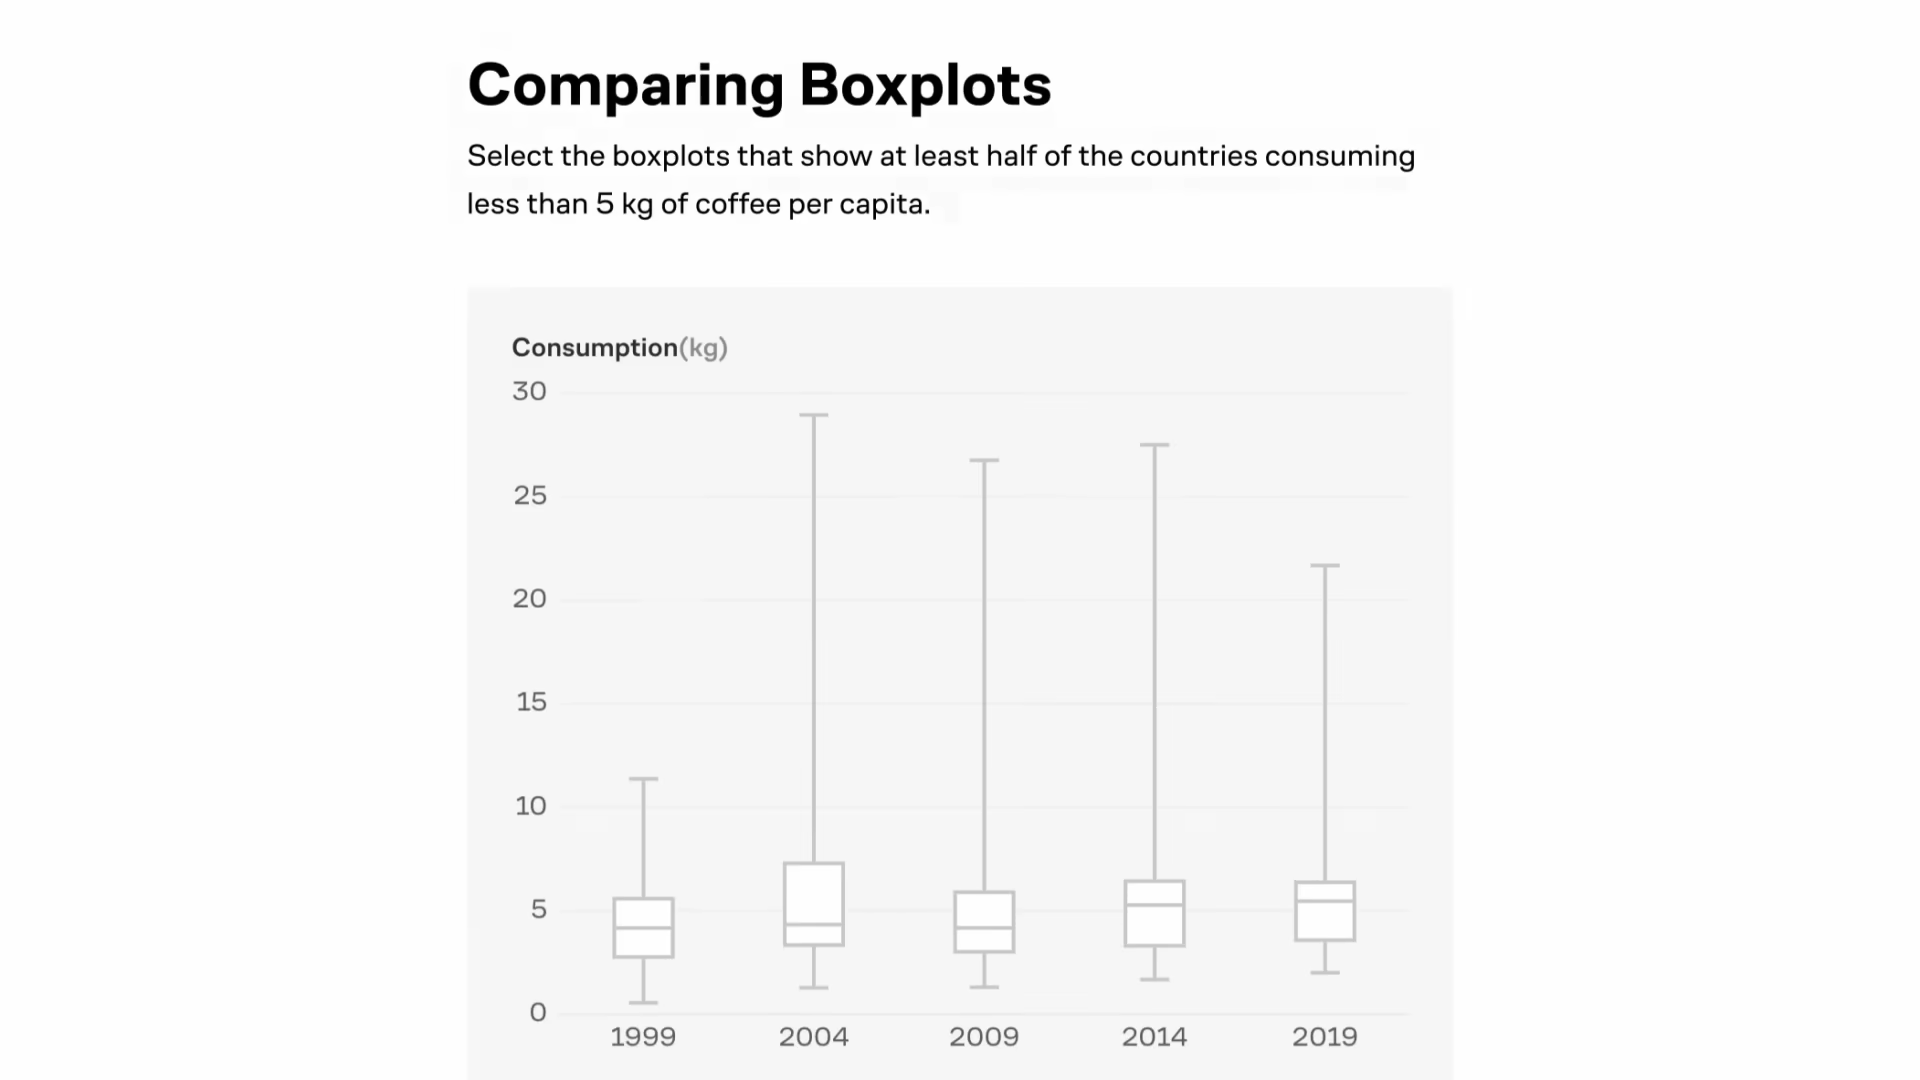 Comparing Boxplots
Select the boxplots that show at least half of the countries consuming
less than 5 kg of coffee per capita.
Consumption(kg)
30
25
20
15
10
5
0
1999 2004 2009 2014 2019